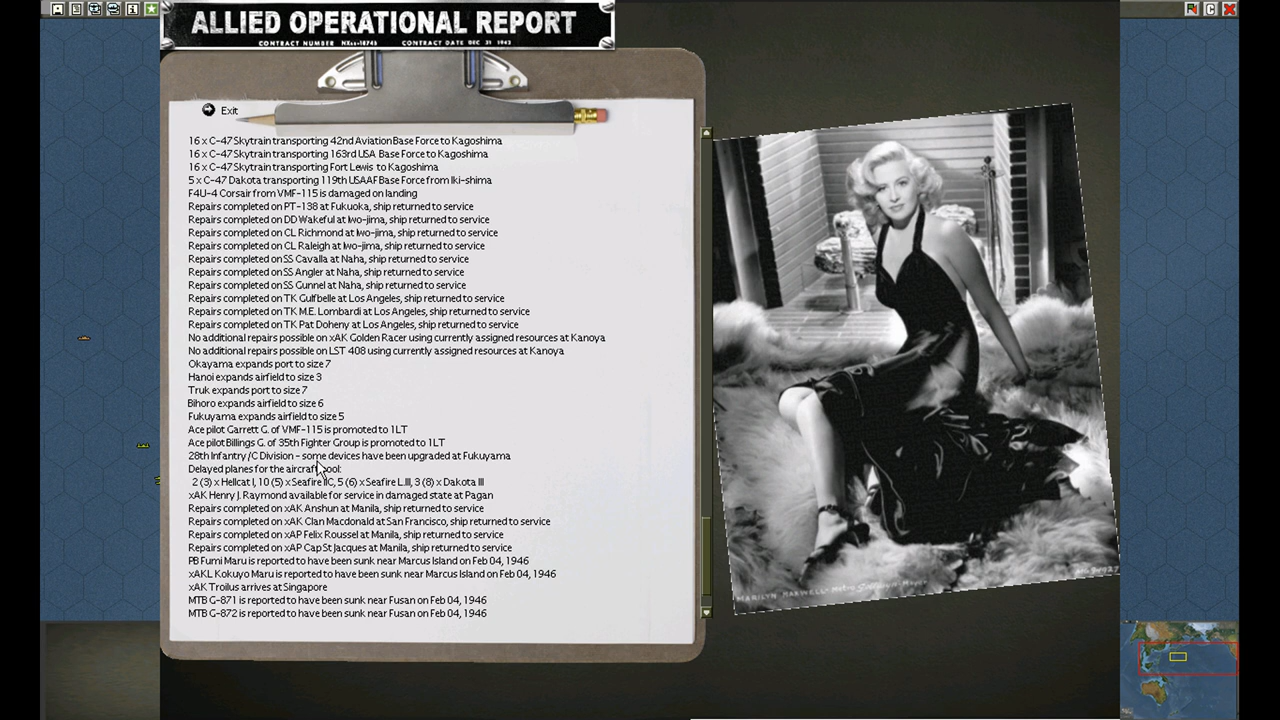 ALLIED OPERATIONAL REPORT
CONTRACT NUMBER NXss-18745 CONTRACT DATE DEC 31 1943
Exit
16 x C-47 Skytrain transporting 42nd Aviation Base Force to Kagoshima
16 x C-47 Skytrain transporting 163rd USA Base Force to Kagoshima
16 x C-47 Skytrain transporting Fort Lewis to Kagoshima
5 x C-47 Dakota transporting 119th USAAF Base Force from Iki-shima
F4U-4 Corsair from VMF-115 is damaged on landing
Repairs completed on PT-138 at Fukuoka, ship returned to service
Repairs completed on DD Wakeful at Iwo-jima, ship returned to service
Repairs completed on CL Richmond at Iwo-jima, ship returned to service
Repairs completed on CL Raleigh at Iwo-jima, ship returned to service
Repairs completed on SS Cavalla at Naha, ship returned to service
Repairs completed on SS Angler at Naha, ship returned to service
Repairs completed on SS Gunnel at Naha, ship returned to service
Repairs completed on TK Gulfbelle at Los Angeles, ship returned to service
Repairs completed on TK M.E. Lombardi at Los Angeles, ship returned to service
Repairs completed on TK Pat Doheny at Los Angeles, ship returned to service
No additional repairs possible on xAK Golden Racer using currently assigned resources at Kanoya
No additional repairs possible on LST 408 using currently assigned resources at Kanoya
Okayama expands port to size 7
Hanoi expands airfield to size 3
Truk expands port to size 7
Bihoro expands airfield to size 6
Fukuyama expands airfield to size 5
Ace pilot Garrett G. of VMF-115 is promoted to 1LT
Ace pilot Billings G. of 35th Fighter Group is promoted to 1LT
28th Infantry /C Division - some devices have been upgraded at Fukuyama
Delayed planes for the aircraft pool:
2 (3) x Hellcat I, 10 (5) x Seafire IIC, 5 (6) x Seafire L.III, 3 (8) x Dakota III
xAK Henry J. Raymond available for service in damaged state at Pagan
Repairs completed on xAK Anshun at Manila, ship returned to service
Repairs completed on xAK Clan Macdonald at San Francisco, ship returned to service
Repairs completed on xAP Felix Roussel at Manila, ship returned to service
Repairs completed on xAP Cap St Jacques at Manila, ship returned to service
PB Fumi Maru is reported to have been sunk near Marcus Island on Feb 04, 1946
xAKL Kokuyo Maru is reported to have been sunk near Marcus Island on Feb 04, 1946
xAK Troilus arrives at Singapore
MTB G-871 is reported to have been sunk near Fusan on Feb 04, 1946
MTB G-872 is reported to have been sunk near Fusan on Feb 04, 1946
MARILYN MAXWELL - Metro Goldwyn Mayer